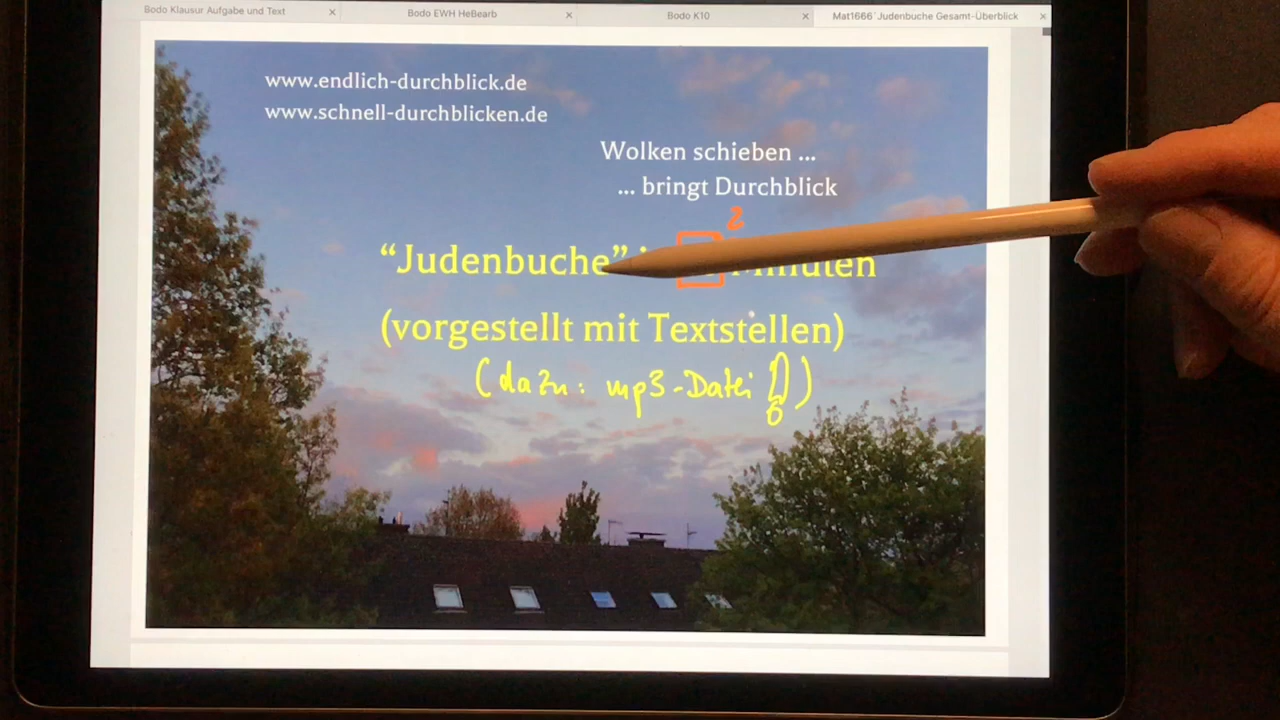 Bodo Klausur Aufgabe und Text
Bodo EWH HeBearb
Bodo K10
Mat1666 Judenbuche Gesamt-Überblick
www.endlich-durchblick.de
www.schnell-durchblicken.de
Wolken schieben ...
... bringt Durchblick
2
“Judenbuche” Minuten
(vorgestellt mit Textstellen)
(dazu: mp3-Datei )